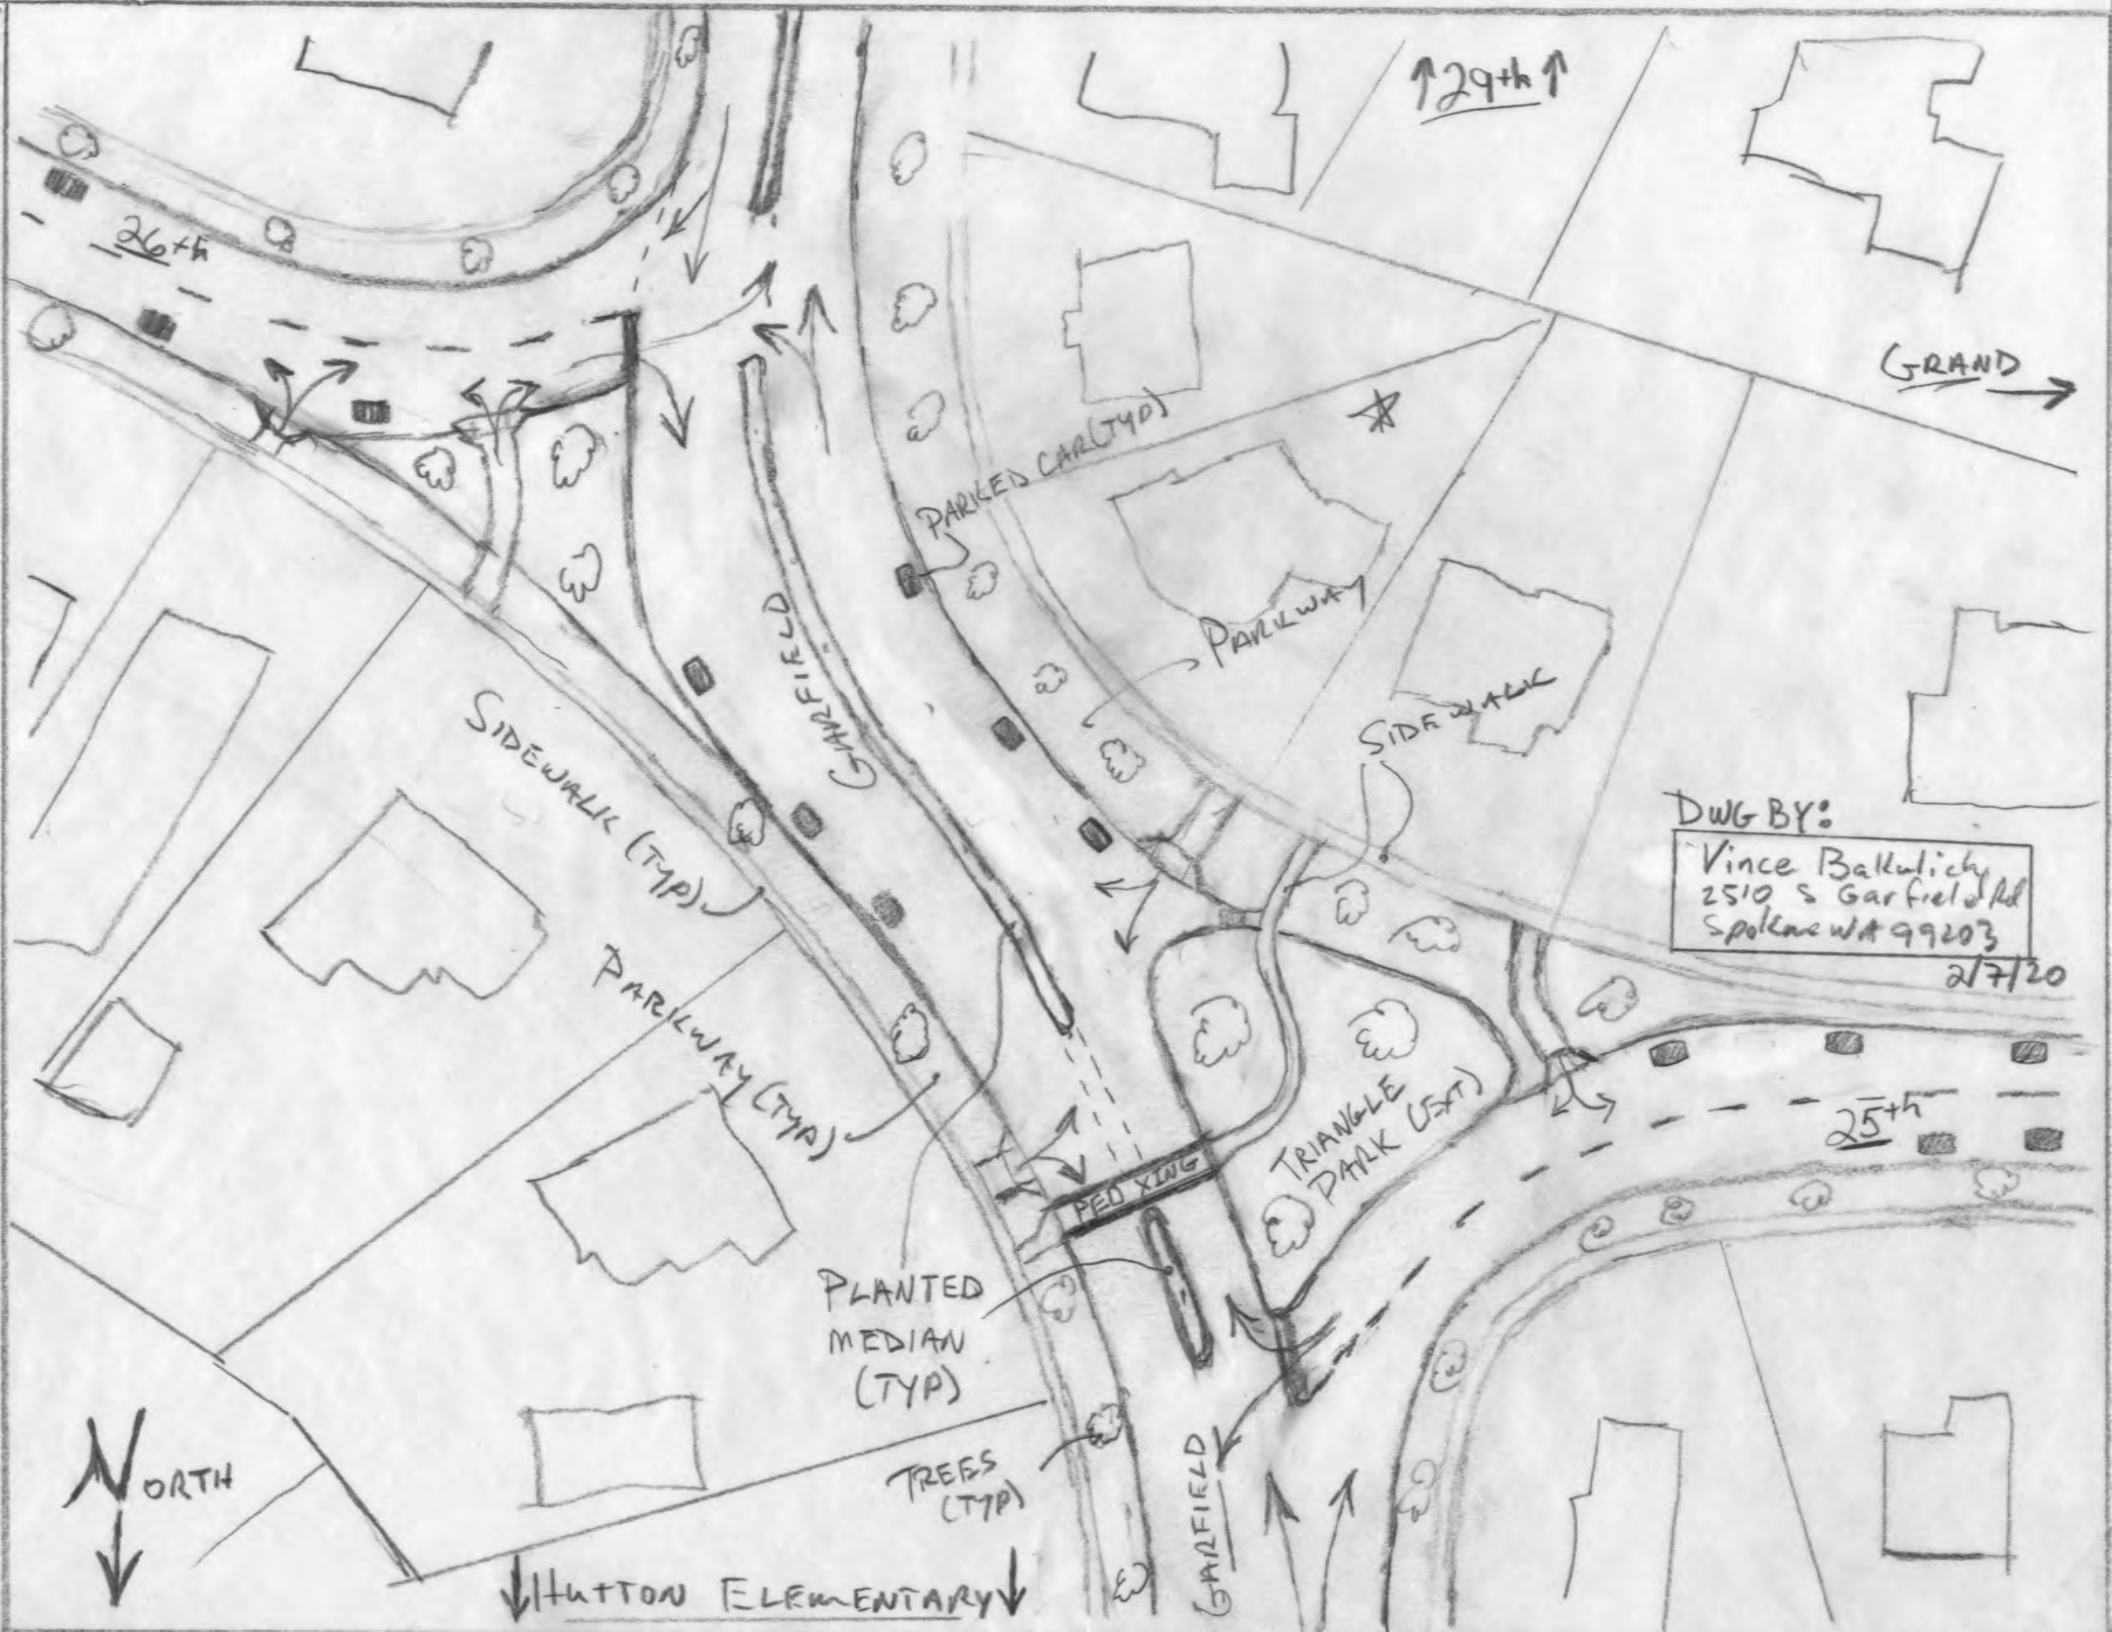 29th
26th
GRAND
PARKED CAR (TYP)
PARKWAY
GARFIELD
SIDEWALK
SIDEWALK (TYP)
DWG BY:
Vince
2510 S Garfield Rd
Spokane WA 99203
2/7/20
PARKWAY (TYP)
TRIANGLE
PARK (EXT)
25th
PED XING
PLANTED
MEDIAN
(TYP)
TREES
(TYP)
GARFIELD
NORTH
HUTTON ELEMENTARY